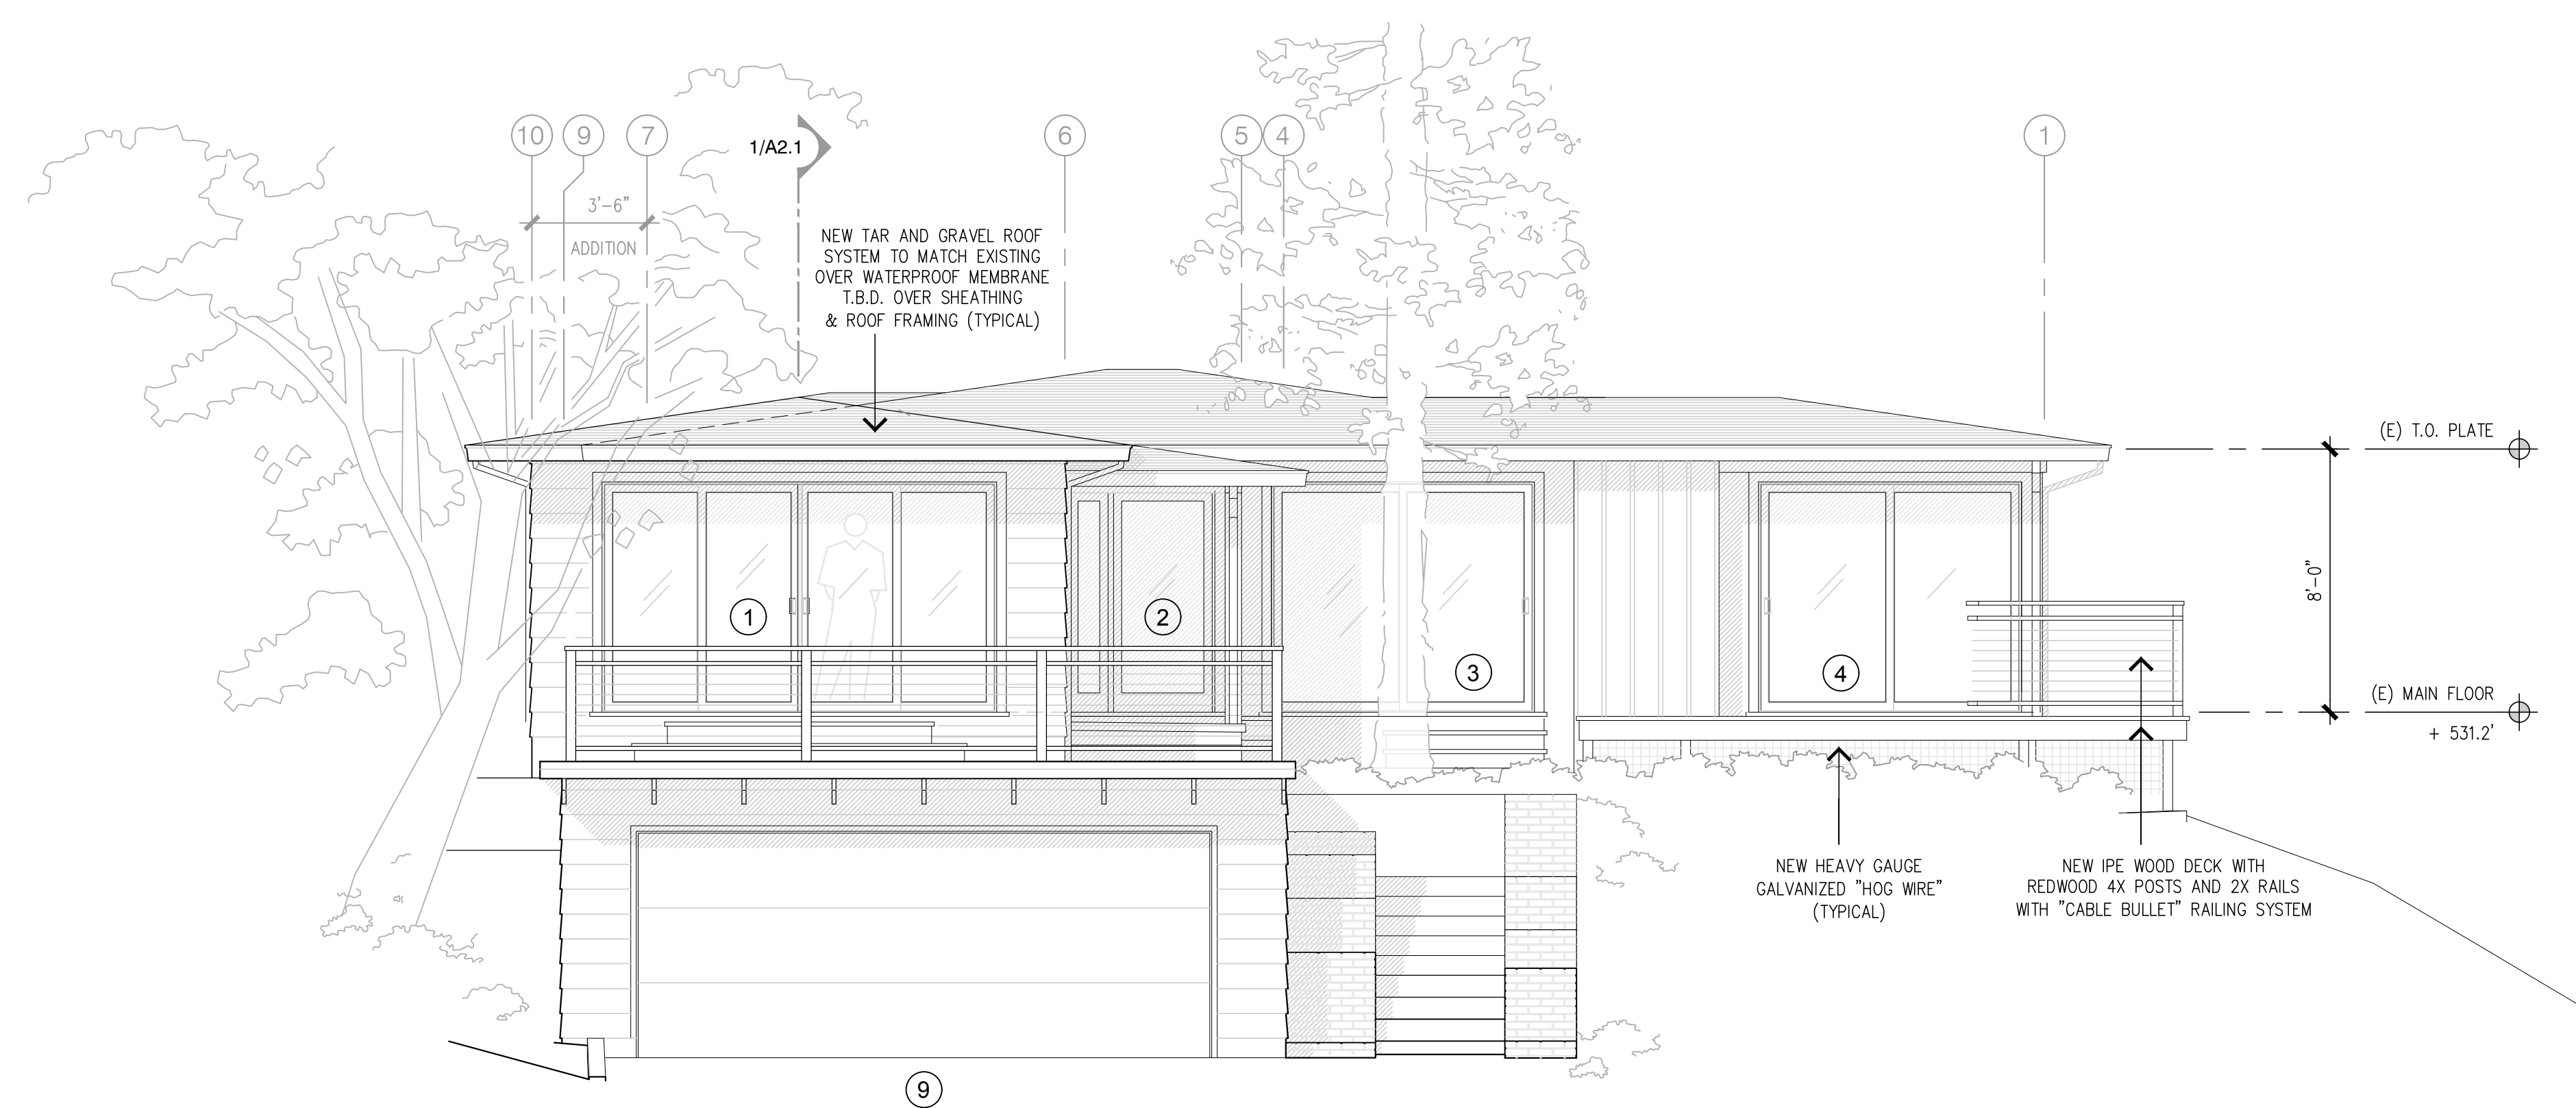 10
9
7
1/A2.1
6
5
4
1
3'-6"
ADDITION
NEW TAR AND GRAVEL ROOF
SYSTEM TO MATCH EXISTING
OVER WATERPROOF MEMBRANE
T.B.D. OVER SHEATHING
& ROOF FRAMING (TYPICAL)
(E) T.O. PLATE
8'-0"
1
2
3
4
(E) MAIN FLOOR
+ 531.2'
NEW HEAVY GAUGE
GALVANIZED "HOG WIRE"
(TYPICAL)
NEW IPE WOOD DECK WITH
REDWOOD 4X POSTS AND 2X RAILS
WITH "CABLE BULLET" RAILING SYSTEM
9